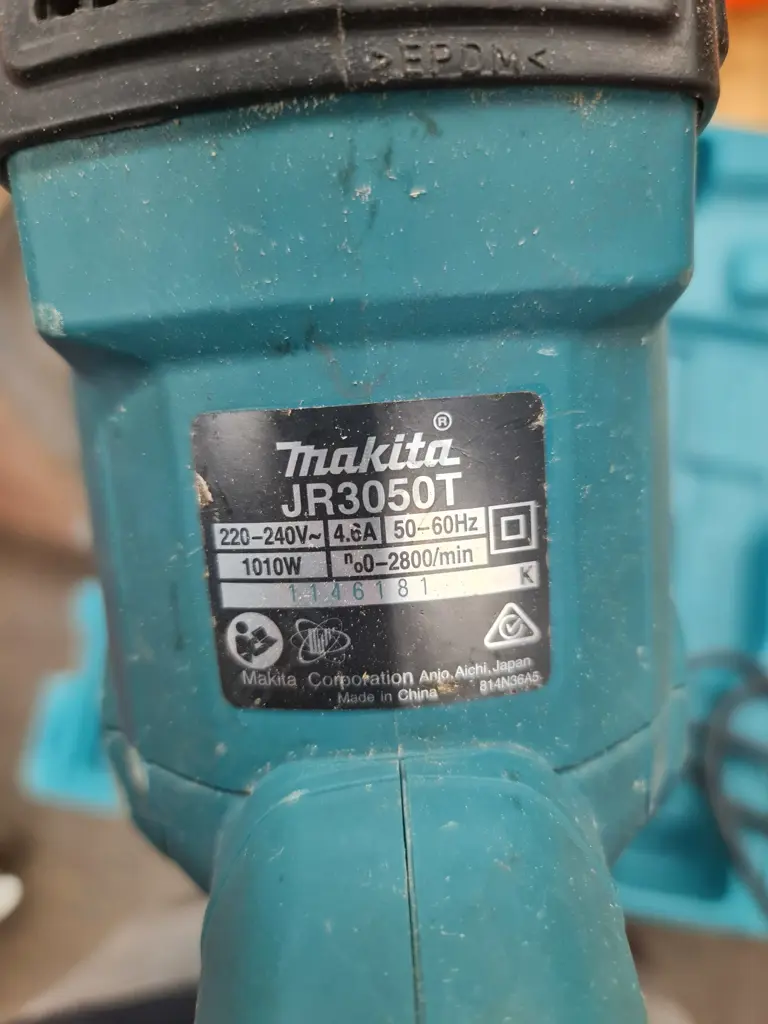 >EPDM<
makita®
JR3050T
220-240V~ 4.6A 50-60Hz
1010W n₀0-2800/min
1146181 K
Makita Corporation Anjo, Aichi, Japan
Made in China 814N36A5